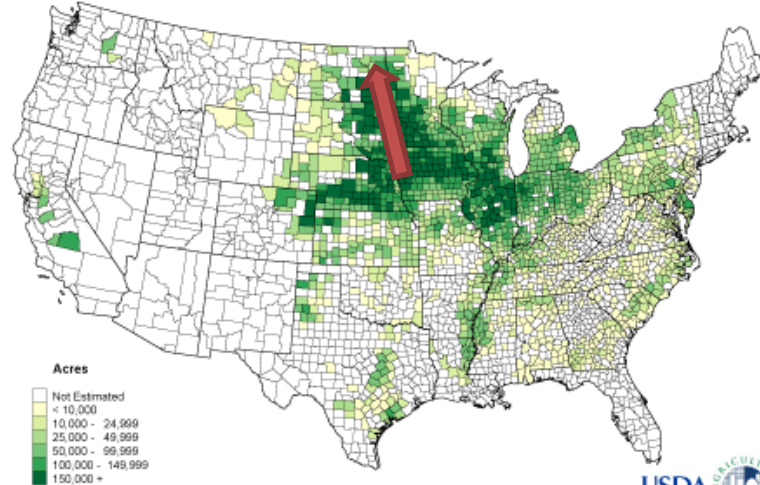 Acres
Not Estimated
< 10,000
10,000 - 24,999
25,000 - 49,999
50,000 - 99,999
100,000 - 149,999
150,000 +
USDA
AGRICUL